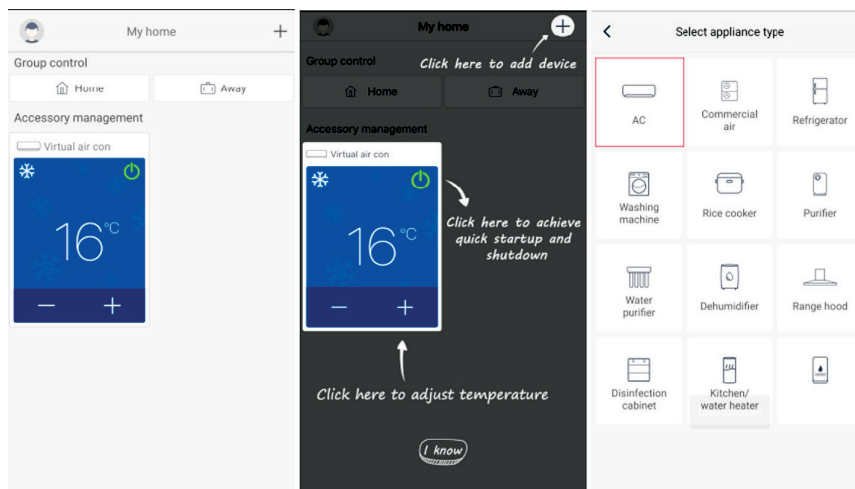 My home
Group control
Home
Away
Accessory management
Virtual air con
16°C
My home
Click here to add device
Group control
Home
Away
Accessory management
Virtual air con
16°C
Click here to achieve
quick startup and
shutdown
Click here to adjust temperature
I know
Select appliance type
AC
Commercial
air
Refrigerator
Washing
machine
Rice cooker
Purifier
Water
purifier
Dehumidifier
Range hood
Disinfection
cabinet
Kitchen/
water heater